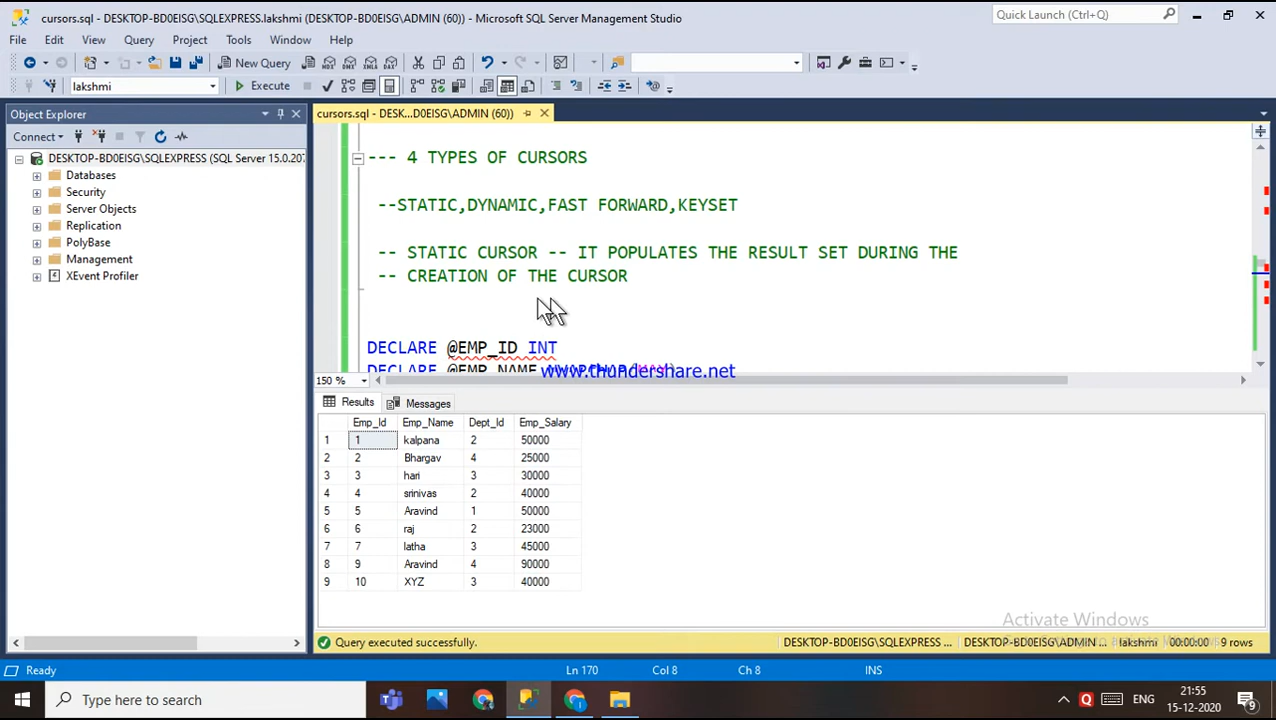 cursors.sql - DESKTOP-BD0EISG\SQLEXPRESS.lakshmi (DESKTOP-BD0EISG\ADMIN (60)) - Microsoft SQL Server Management Studio
Quick Launch (Ctrl+Q)
File Edit View Query Project Tools Window Help
New Query
MDX DMX XMLA DAX
lakshmi
Execute
Object Explorer
cursors.sql - DESK...D0EISG\ADMIN (60))
Connect
DESKTOP-BD0EISG\SQLEXPRESS (SQL Server 15.0.207
Databases
Security
Server Objects
Replication
PolyBase
Management
XEvent Profiler
--- 4 TYPES OF CURSORS
--STATIC,DYNAMIC,FAST FORWARD,KEYSET
-- STATIC CURSOR -- IT POPULATES THE RESULT SET DURING THE
-- CREATION OF THE CURSOR
DECLARE @EMP_ID INT
DECLARE @EMP_NAME
www.thundershare.net
150 %
Results Messages
Emp_Id Emp_Name Dept_Id Emp_Salary
1 1 kalpana 2 50000
2 2 Bhargav 4 25000
3 3 hari 3 30000
4 4 srinivas 2 40000
5 5 Aravind 1 50000
6 6 raj 2 23000
7 7 latha 3 45000
8 9 Aravind 4 90000
9 10 XYZ 3 40000
Activate Windows
Query executed successfully.
DESKTOP-BD0EISG\SQLEXPRESS ... DESKTOP-BD0EISG\ADMIN ... lakshmi 00:00:00 9 rows
Ready
Ln 170 Col 8 Ch 8 INS
Type here to search
ENG
21:55
15-12-2020
9